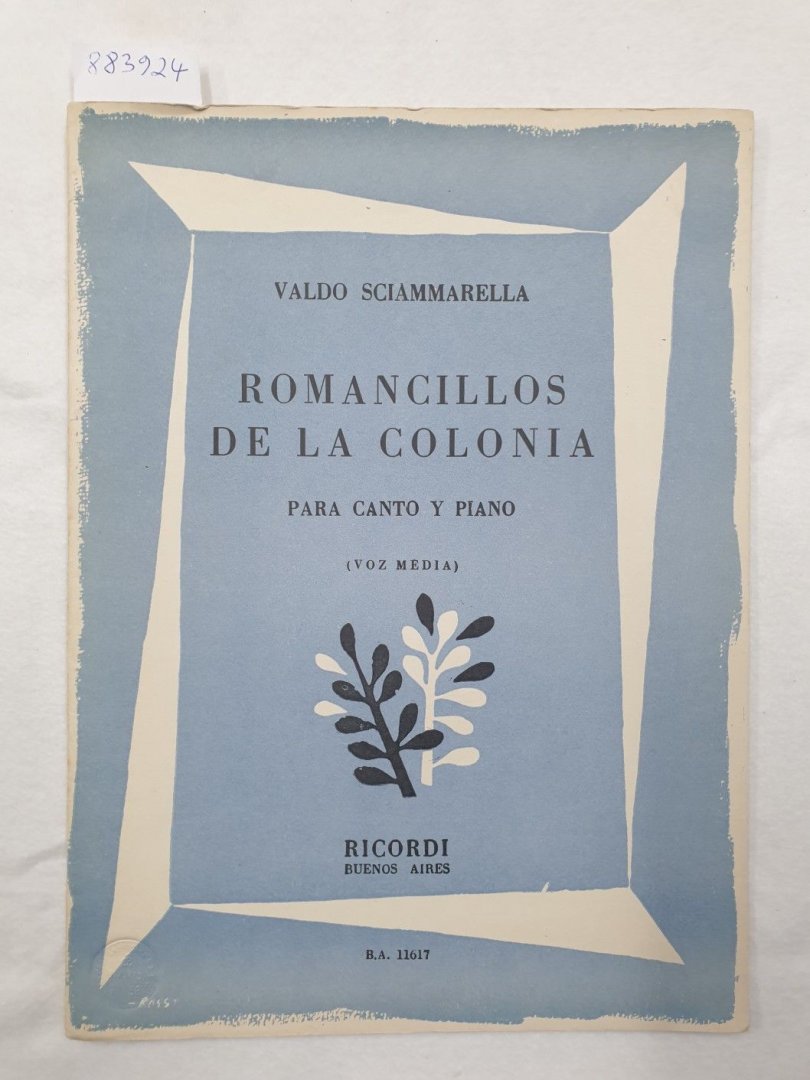 883924
VALDO SCIAMMARELLA
ROMANCILLOS
DE LA COLONIA
PARA CANTO Y PIANO
(VOZ MEDIA)
RICORDI
BUENOS AIRES
B.A. 11617